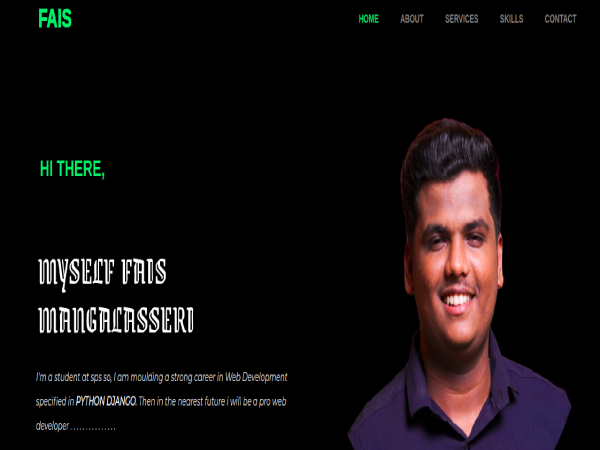 FAIS
HOME ABOUT SERVICES SKILLS CONTACT
HI THERE,
MYSELF FAIS
MANGALASSERI
I'm a student at sps so, I am moulding a strong career in Web Development
specified in PYTHON DJANGO. Then in the nearest future i will be a pro web
developer ...............